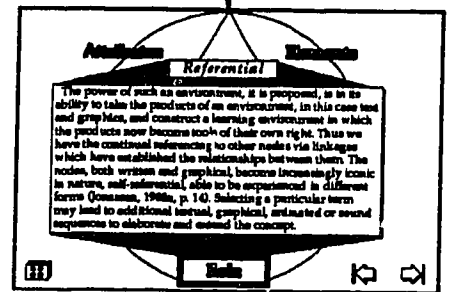 Attributes Elements
Referential
The power of such an environment, it is proposed, is in its
ability to take the products of an environment, in this case text
and graphics, and construct a learning environment in which
the products now become tools of their own right. Thus we
have the continual referencing to other nodes via linkages
which have established the relationships between them. The
nodes, both written and graphical, become increasingly iconic
in nature, self-referential, able to be experienced in different
forms (Jonassen, 1988a, p. 14). Selecting a particular term
may lead to additional textual, graphical, animated or sound
sequences to elaborate and extend the concept.
Role